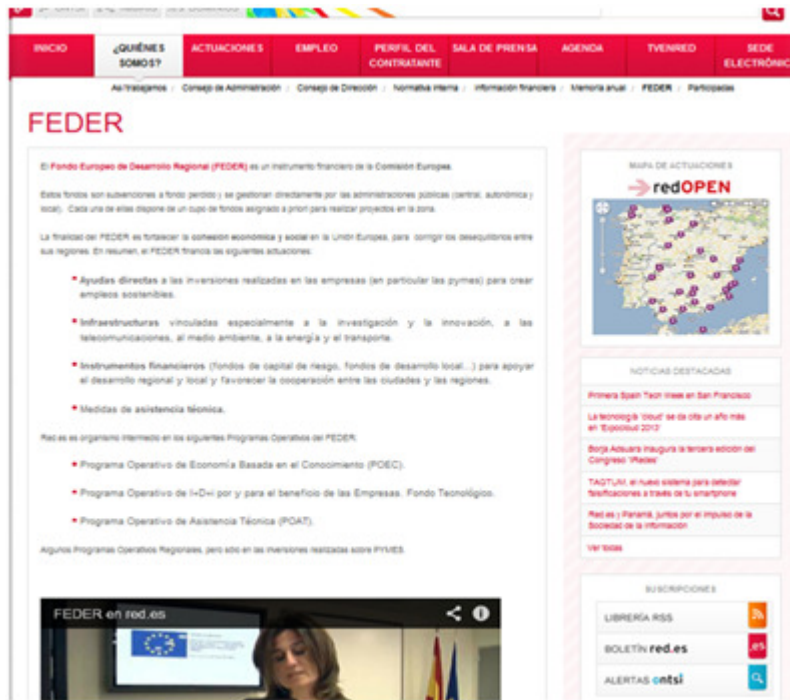 INICIO
¿QUIÉNES
SOMOS?
ACTUACIONES
EMPLEO
PERFIL DEL
CONTRATANTE
SALA DE PRENSA
AGENDA
TVENRED
SEDE
ELECTRÓNIC
Así trabajamos / Consejo de Administración / Consejo de Dirección / Normativa interna / Información financiera / Memoria anual / FEDER / Participadas
FEDER
El Fondo Europeo de Desarrollo Regional (FEDER) es un instrumento financiero de la Comisión Europea.
Estos fondos son subvenciones a fondo perdido y se gestionan directamente por las administraciones públicas (central, autonómica y
local). Cada una de ellas dispone de un cupo de fondos asignado a priori para realizar proyectos en la zona.
La finalidad del FEDER es fortalecer la cohesión económica y social en la Unión Europea, para corregir los desequilibrios entre
sus regiones. En resumen, el FEDER financia las siguientes actuaciones:
Ayudas directas a las inversiones realizadas en las empresas (en particular las pymes) para crear
empleos sostenibles.
Infraestructuras vinculadas especialmente a la investigación y la innovación, a las
telecomunicaciones, al medio ambiente, a la energía y el transporte.
Instrumentos financieros (fondos de capital de riesgo, fondos de desarrollo local...) para apoyar
el desarrollo regional y local y favorecer la cooperación entre las ciudades y las regiones.
Medidas de asistencia técnica.
Red.es es organismo intermedio en los siguientes Programas Operativos del FEDER:
Programa Operativo de Economía Basada en el Conocimiento (POEC).
Programa Operativo de I+D+i por y para el beneficio de las Empresas. Fondo Tecnológico.
Programa Operativo de Asistencia Técnica (POAT).
Algunos Programas Operativos Regionales, pero sólo en las inversiones realizadas sobre PYMES.
FEDER en red.es
MAPA DE ACTUACIONES
redOPEN
NOTICIAS DESTACADAS
Primera Spain Tech Week en San Francisco
La tecnología 'cloud' se da cita un año más
en 'Expocloud 2013'
Borja Adsuara inaugura la tercera edición del
Congreso 'iRedes'
TAGTUM, el nuevo sistema para detectar
falsificaciones a través de tu smartphone
Red.es y Panamá, juntos por el impulso de la
Sociedad de la Información
Ver todas
SUSCRIPCIONES
LIBRERÍA RSS
BOLETÍN red.es
.es
ALERTAS ontsi